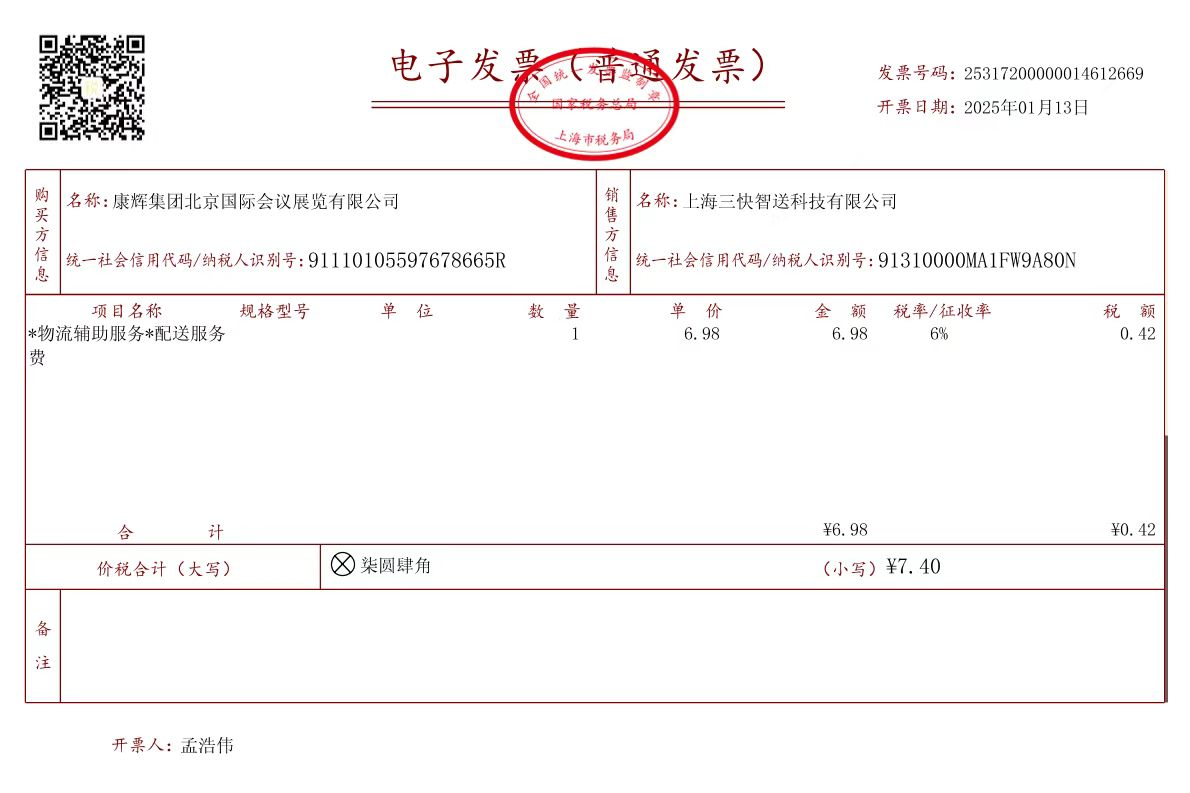 电子发票（普通发票）
全国统一发票监制章
国家税务总局
上海市税务局
发票号码：25317200000014612669
开票日期：2025年01月13日
购买方信息
名称：康辉集团北京国际会议展览有限公司
统一社会信用代码/纳税人识别号：91110105597678665R
销售方信息
名称：上海三快智送科技有限公司
统一社会信用代码/纳税人识别号：91310000MA1FW9A80N
项目名称 规格型号 单位 数量 单价 金额 税率/征收率 税额
*物流辅助服务*配送服务 1 6.98 6.98 6% 0.42
费
合计 ¥6.98 ¥0.42
价税合计（大写） 柒圆肆角 （小写）¥7.40
备注
开票人：孟浩伟